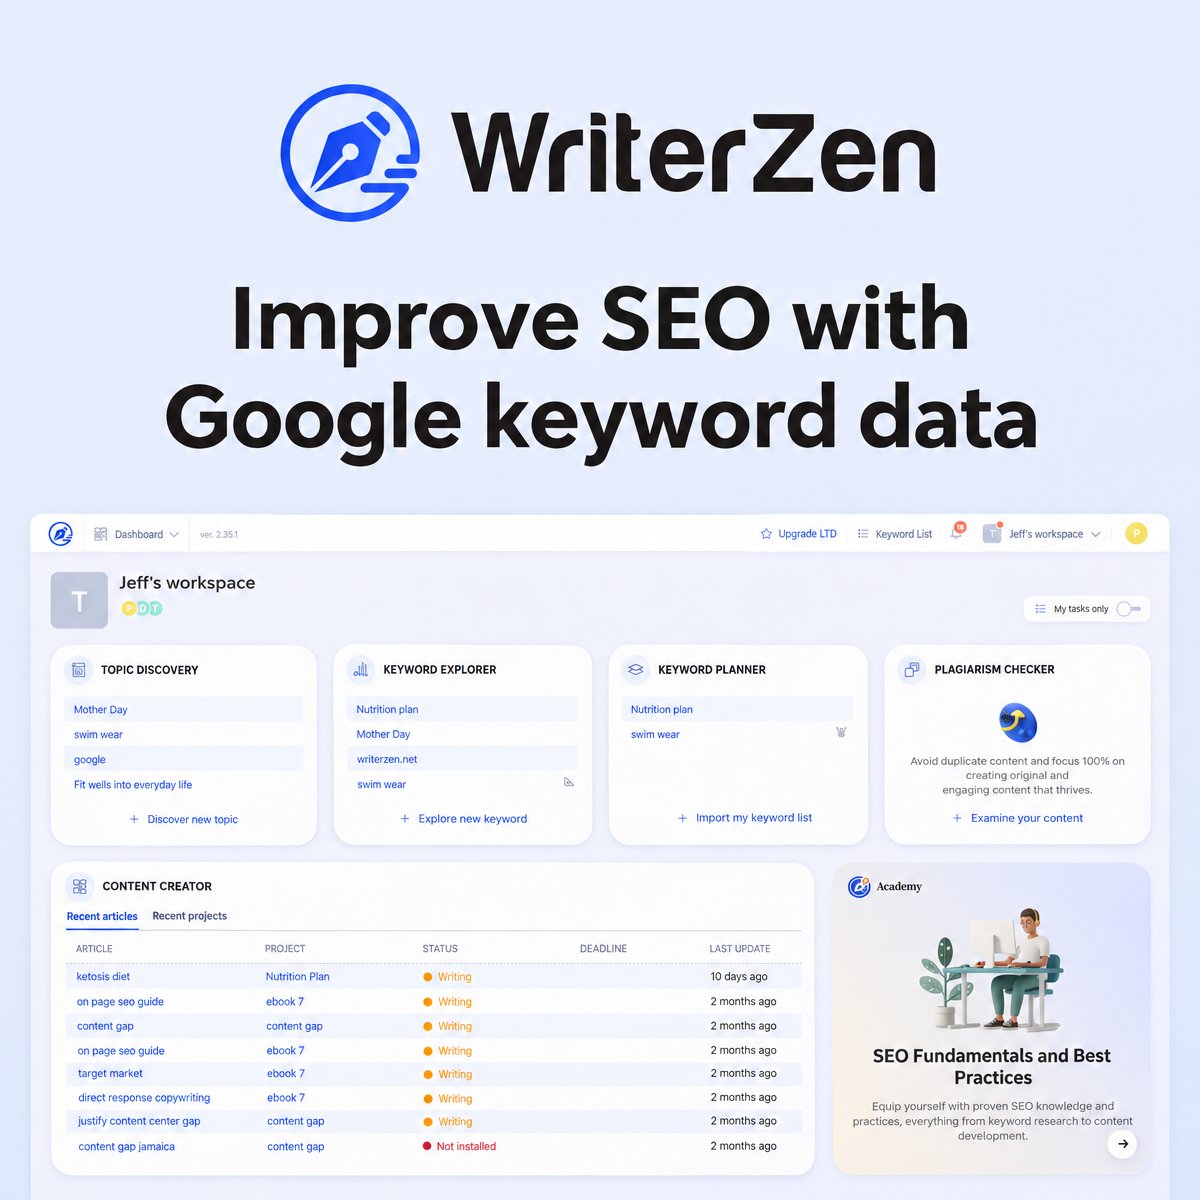 WriterZen
Improve SEO with
Google keyword data
Dashboard
ver. 2.35.1
Upgrade LTD
Keyword List
T
Jeff's workspace
P
T
Jeff's workspace
P D T
My tasks only
TOPIC DISCOVERY
Mother Day
swim wear
google
Fit wells into everyday life
+ Discover new topic
KEYWORD EXPLORER
Nutrition plan
Mother Day
writerzen.net
swim wear
+ Explore new keyword
KEYWORD PLANNER
Nutrition plan
swim wear
+ Import my keyword list
PLAGIARISM CHECKER
Avoid duplicate content and focus 100% on
creating original and
engaging content that thrives.
+ Examine your content
CONTENT CREATOR
Recent articles Recent projects
ARTICLE PROJECT STATUS DEADLINE LAST UPDATE
ketosis diet Nutrition Plan Writing 10 days ago
on page seo guide ebook 7 Writing 2 months ago
content gap content gap Writing 2 months ago
on page seo guide ebook 7 Writing 2 months ago
target market ebook 7 Writing 2 months ago
direct response copywriting ebook 7 Writing 2 months ago
justify content center gap content gap Writing 2 months ago
content gap jamaica content gap Not installed 2 months ago
Academy
SEO Fundamentals and Best
Practices
Equip yourself with proven SEO knowledge and
practices, everything from keyword research to content
development.